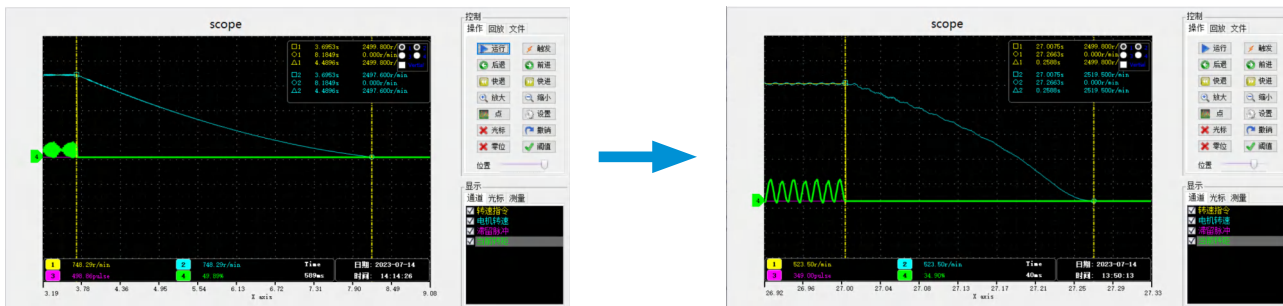 scope
□1 3.6953s 2499.800r/
○1 8.1849s 0.000r/min
△1 4.4896s 2499.800r/
□2 3.6953s 2497.600r/min
○2 8.1849s 0.000r/min
△2 4.4896s 2497.600r/min
4
1 748.29r/min 2 748.29r/min Time 日期: 2023-07-14
3 498.86pulse 4 49.89% 589ms 时间: 14:14:26
3.19 3.78 4.36 4.95 5.54 6.13 6.72 7.31 7.90 8.49 9.08
X axis
控制
操作 回放 文件
运行 触发
后退 前进
快退 快进
放大 缩小
点 设置
光标 撤销
零位 阈值
位置
显示
通道 光标 测量
转速指令
电机转速
滞留脉冲
scope
□1 27.0075s 2499.800r/
○1 27.2663s 0.000r/min
△1 0.2588s 2499.800r/
□2 27.0075s 2519.500r/min
○2 27.2663s 0.000r/min
△2 0.2588s 2519.500r/min
4
1 523.50r/min 2 523.50r/min Time 日期: 2023-07-14
3 349.00pulse 4 34.90% 40ms 时间: 13:50:13
26.92 26.96 27.00 27.04 27.08 27.13 27.17 27.21 27.25 27.29 27.33
X axis
控制
操作 回放 文件
运行 触发
后退 前进
快退 快进
放大 缩小
点 设置
光标 撤销
零位 阈值
位置
显示
通道 光标 测量
转速指令
电机转速
滞留脉冲